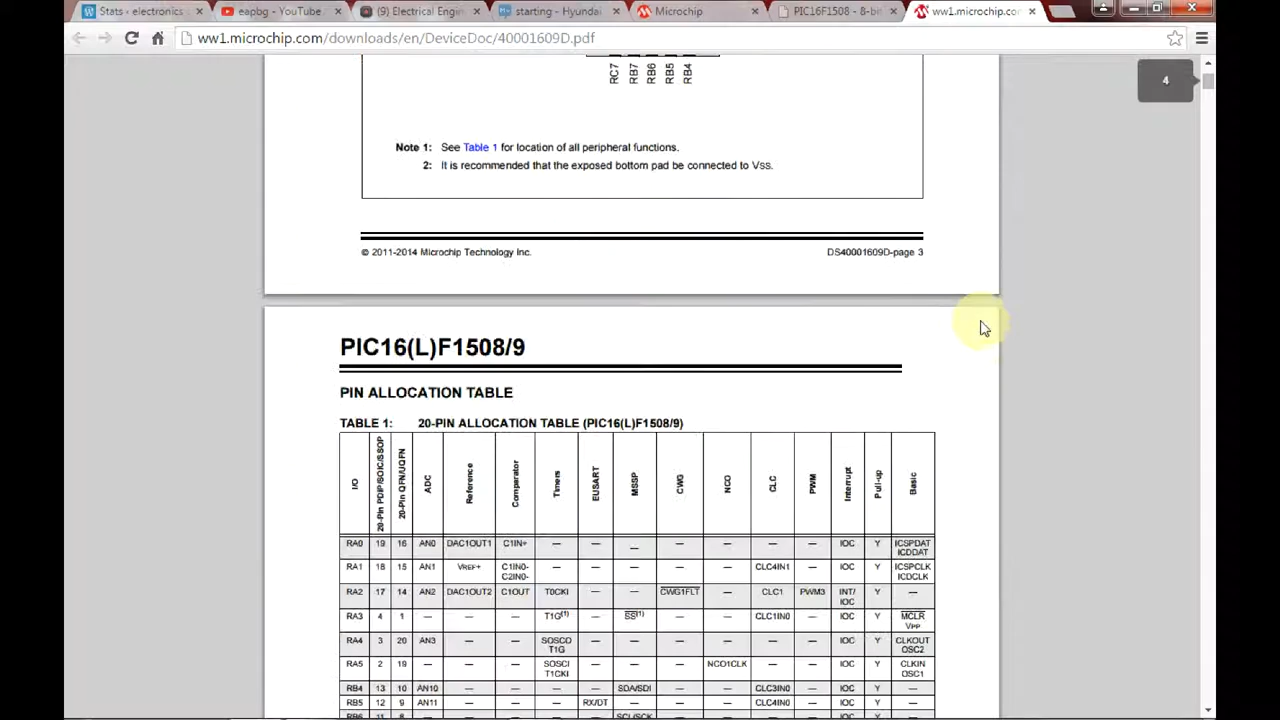 Stats ‹ electronics
eapbg - YouTube
(9) Electrical Engin
starting - Hyundai
Microchip
PIC16F1508 - 8-bit
ww1.microchip.com
ww1.microchip.com/downloads/en/DeviceDoc/40001609D.pdf
4
RC7 RB7 RB6 RB5 RB4
Note 1: See Table 1 for location of all peripheral functions.
2: It is recommended that the exposed bottom pad be connected to VSS.
© 2011-2014 Microchip Technology Inc. DS40001609D-page 3
PIC16(L)F1508/9
PIN ALLOCATION TABLE
TABLE 1: 20-PIN ALLOCATION TABLE (PIC16(L)F1508/9)
I/O 20-Pin PDIP/SOIC/SSOP 20-Pin QFN/UQFN ADC Reference Comparator Timers EUSART MSSP CWG NCO CLC PWM Interrupt Pull-up Basic
RA0 19 16 AN0 DAC1OUT1 C1IN+ — — — — — — — IOC Y ICSPDAT
ICDDAT
RA1 18 15 AN1 VREF+ C1IN0- — — — — — CLC4IN1 — IOC Y ICSPCLK
C2IN0- ICDCLK
RA2 17 14 AN2 DAC1OUT2 C1OUT T0CKI — — CWG1FLT — CLC1 PWM3 INT/ Y —
IOC
RA3 4 1 — — — T1G(1) — SS(1) — — CLC1IN0 — IOC Y MCLR
VPP
RA4 3 20 AN3 — — SOSCO — — — — — — IOC Y CLKOUT
T1G OSC2
RA5 2 19 — — — SOSCI — — — NCO1CLK — — IOC Y CLKIN
T1CKI OSC1
RB4 13 10 AN10 — — — — SDA/SDI — — CLC3IN0 — IOC Y —
RB5 12 9 AN11 — — — RX/DT — — — CLC4IN0 — IOC Y —
RB6 11 8 — — — — — SCL/SCK — — — — IOC Y —